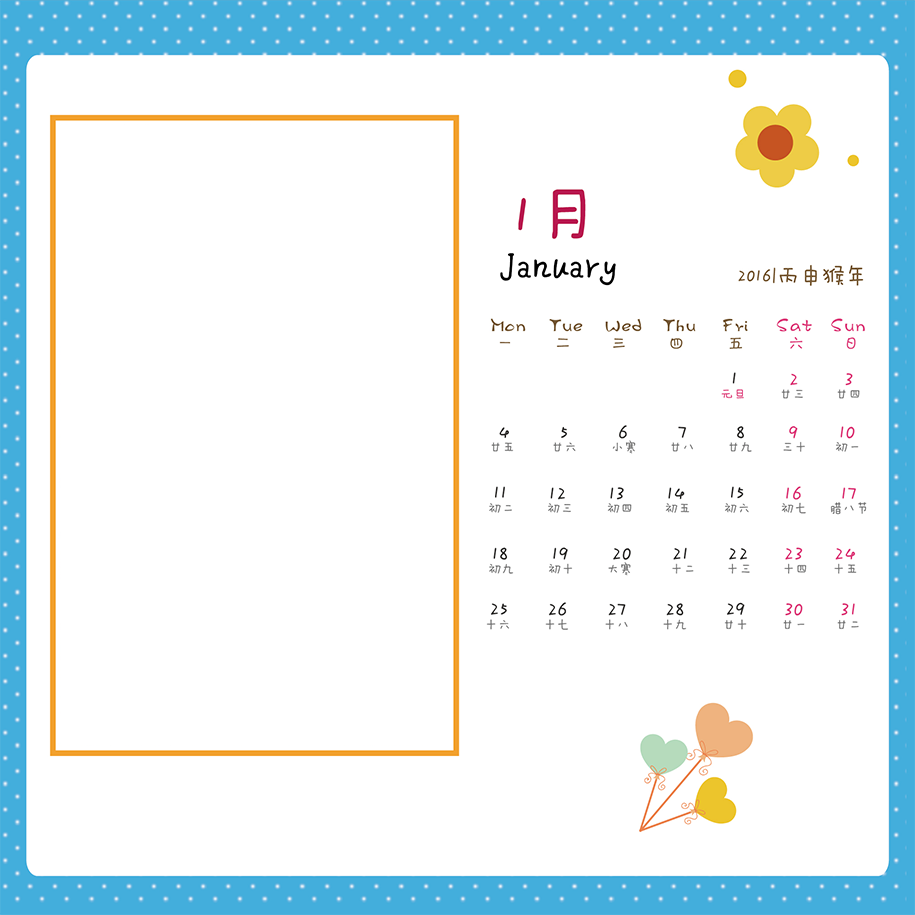 1月
January
2016|丙申猴年
Mon Tue Wed Thu Fri Sat Sun
一 二 三 四 五 六 日
1 2 3
元旦 廿三 廿四
4 5 6 7 8 9 10
廿五 廿六 小寒 廿八 廿九 三十 初一
11 12 13 14 15 16 17
初二 初三 初四 初五 初六 初七 腊八节
18 19 20 21 22 23 24
初九 初十 大寒 十二 十三 十四 十五
25 26 27 28 29 30 31
十六 十七 十八 十九 廿十 廿一 廿二